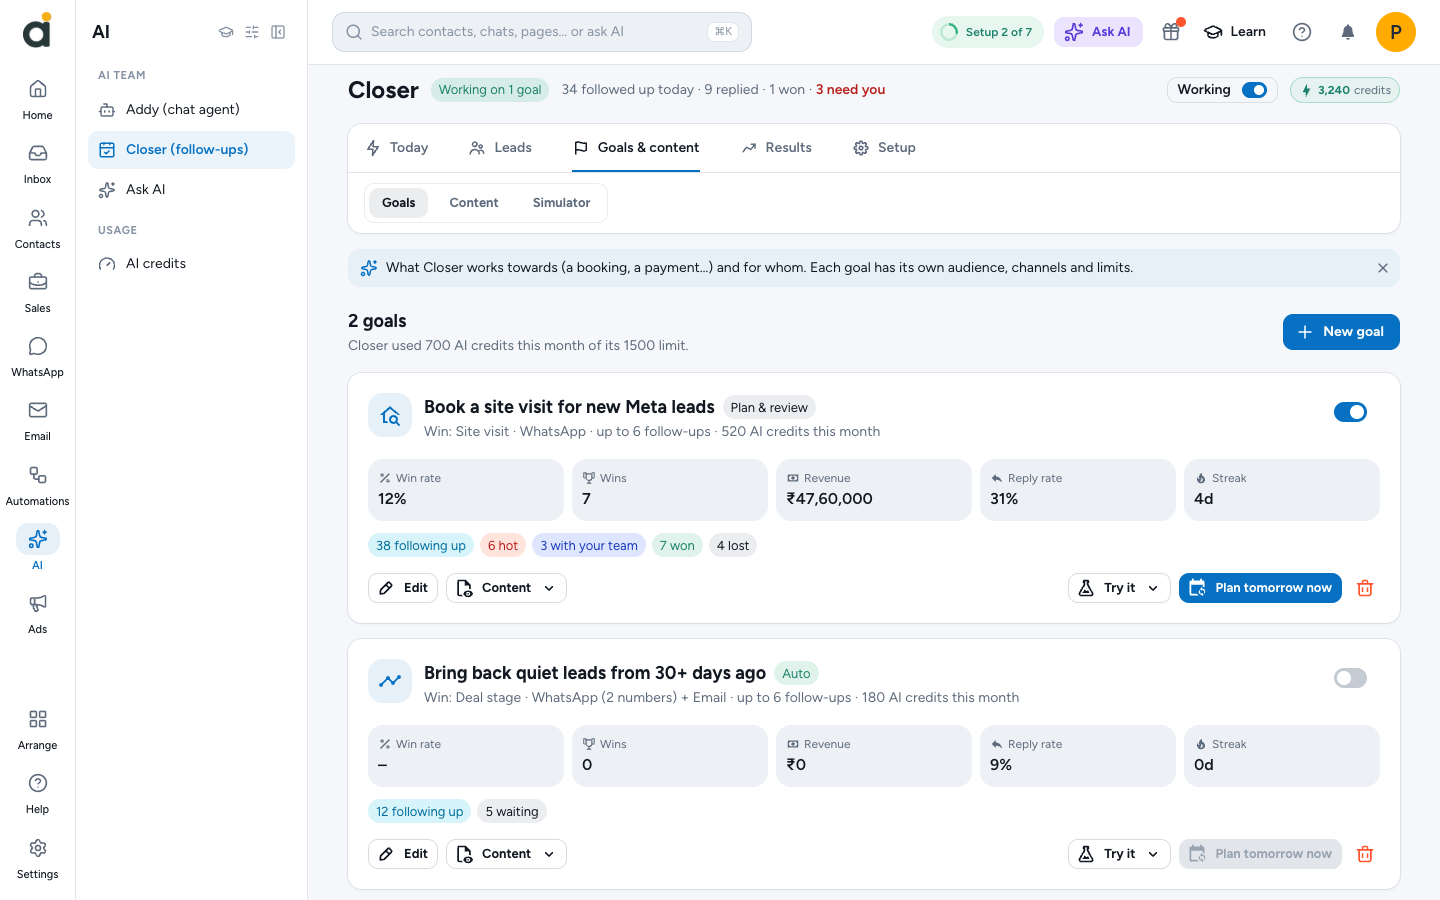 AI
Search contacts, chats, pages... or ask AI
⌘K
Setup 2 of 7
Ask AI
Learn
P
Home
Inbox
Contacts
Sales
WhatsApp
Email
Automations
AI
Ads
Arrange
Help
Settings
AI TEAM
Addy (chat agent)
Closer (follow-ups)
Ask AI
USAGE
AI credits
Closer
Working on 1 goal
34 followed up today · 9 replied · 1 won · 3 need you
Working
3,240 credits
Today
Leads
Goals & content
Results
Setup
Goals
Content
Simulator
What Closer works towards (a booking, a payment...) and for whom. Each goal has its own audience, channels and limits.
2 goals
Closer used 700 AI credits this month of its 1500 limit.
New goal
Book a site visit for new Meta leads
Plan & review
Win: Site visit · WhatsApp · up to 6 follow-ups · 520 AI credits this month
Win rate
12%
Wins
7
Revenue
₹47,60,000
Reply rate
31%
Streak
4d
38 following up
6 hot
3 with your team
7 won
4 lost
Edit
Content
Try it
Plan tomorrow now
Bring back quiet leads from 30+ days ago
Auto
Win: Deal stage · WhatsApp (2 numbers) + Email · up to 6 follow-ups · 180 AI credits this month
Win rate
–
Wins
0
Revenue
₹0
Reply rate
9%
Streak
0d
12 following up
5 waiting
Edit
Content
Try it
Plan tomorrow now